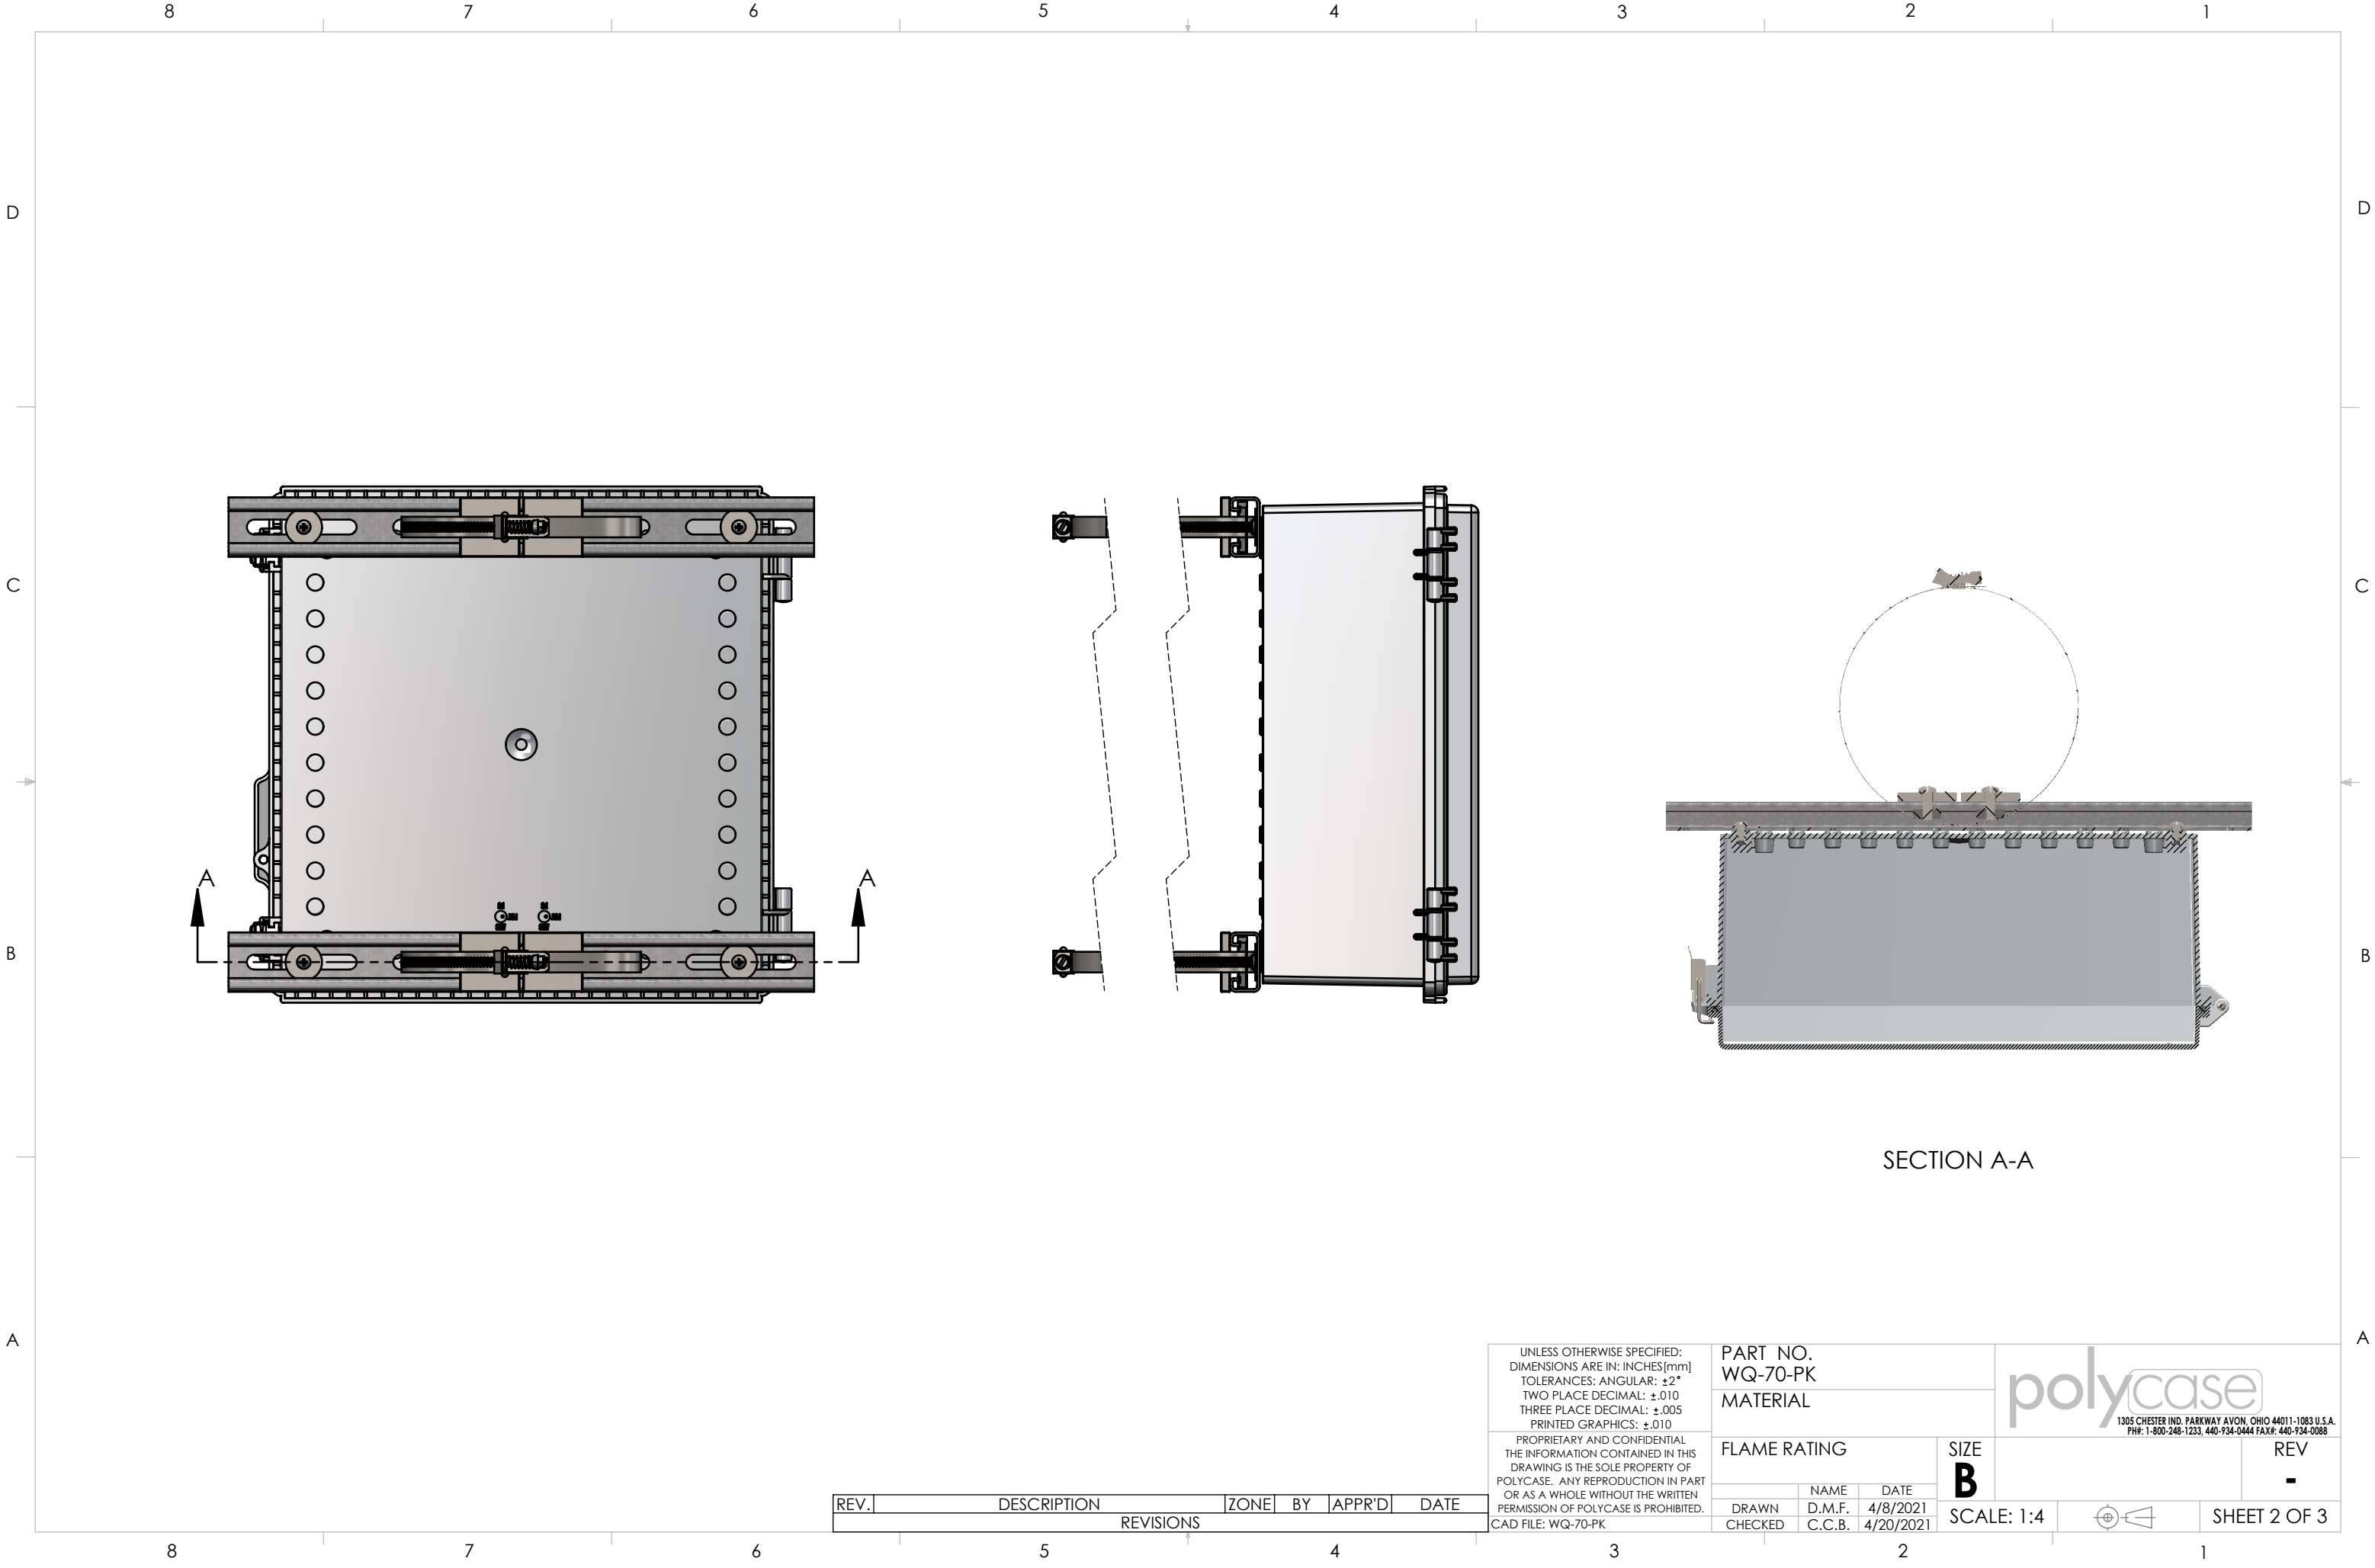 8 7 6 5 4 3 2 1
D D
C C
A A
B B
SECTION A-A
A A
UNLESS OTHERWISE SPECIFIED:
DIMENSIONS ARE IN: INCHES[mm]
TOLERANCES: ANGULAR: ±2°
TWO PLACE DECIMAL: ±.010
THREE PLACE DECIMAL: ±.005
PRINTED GRAPHICS: ±.010
PROPRIETARY AND CONFIDENTIAL
THE INFORMATION CONTAINED IN THIS
DRAWING IS THE SOLE PROPERTY OF
POLYCASE. ANY REPRODUCTION IN PART
OR AS A WHOLE WITHOUT THE WRITTEN
PERMISSION OF POLYCASE IS PROHIBITED.
CAD FILE: WQ-70-PK
PART NO.
WQ-70-PK
MATERIAL
FLAME RATING
NAME DATE
DRAWN D.M.F. 4/8/2021
CHECKED C.C.B. 4/20/2021
polycase
1305 CHESTER IND. PARKWAY AVON, OHIO 44011-1083 U.S.A.
PH#: 1-800-248-1233, 440-934-0444 FAX#: 440-934-0088
SIZE
B
REV
-
SCALE: 1:4
SHEET 2 OF 3
REV. DESCRIPTION ZONE BY APPR'D DATE
REVISIONS
8 7 6 5 4 3 2 1